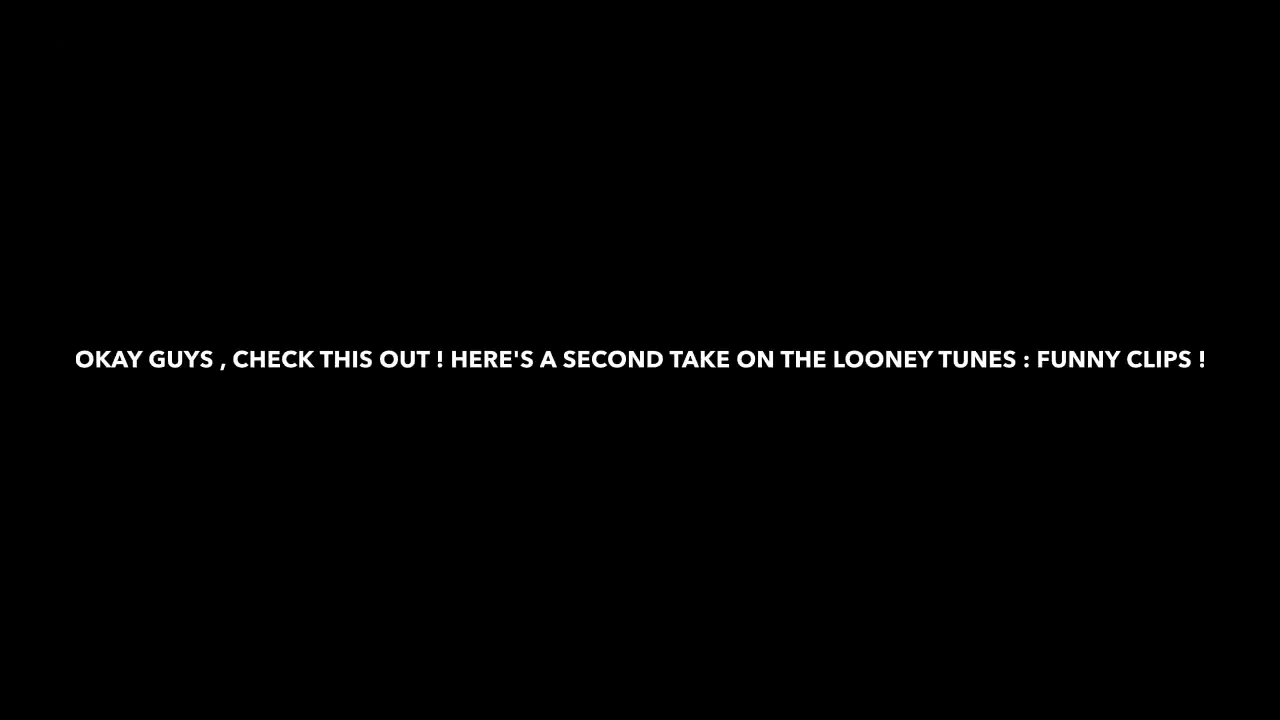 OKAY GUYS , CHECK THIS OUT ! HERE'S A SECOND TAKE ON THE LOONEY TUNES : FUNNY CLIPS !